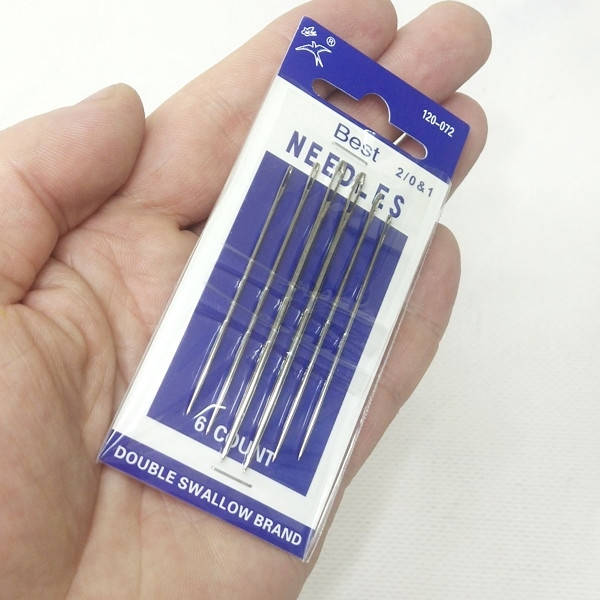 ®
120-072
Best
2/0 & 1
NEEDLES
6 COUNT
DOUBLE SWALLOW BRAND